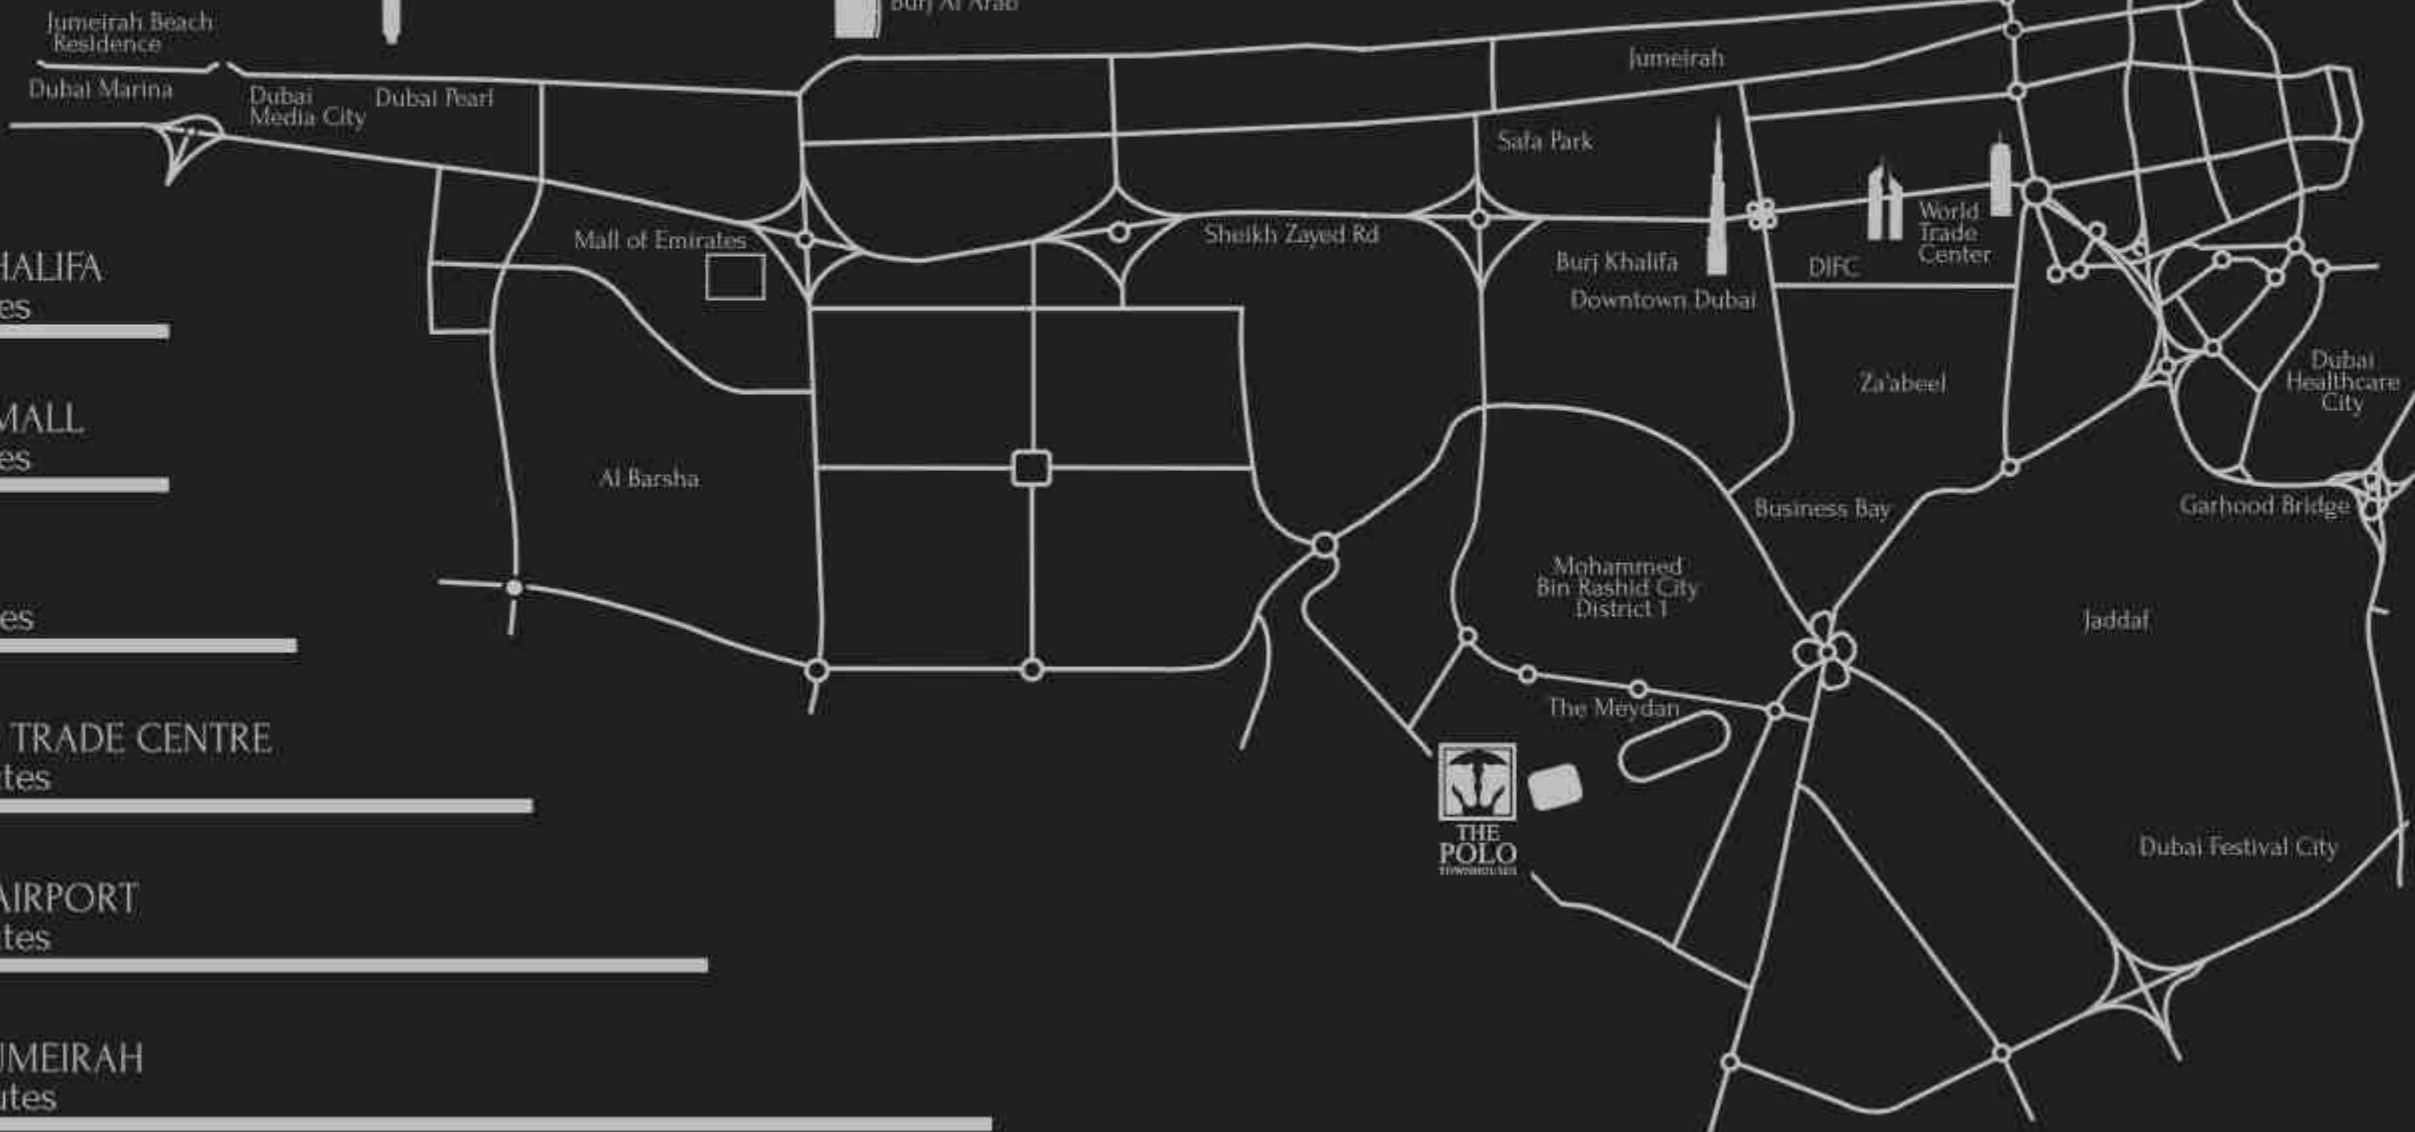 Burj Al Arab
Jumeirah Beach
Residence
Dubai Marina
Dubai
Media City
Dubai Pearl
Jumeirah
Safa Park
Mall of Emirates
Sheikh Zayed Rd
World
Trade
Center
Burj Khalifa
DIFC
Downtown Dubai
HALIFA
es
Dubai
Healthcare
City
Za'abeel
MALL
es
Al Barsha
Business Bay
Garhood Bridge
Mohammed
Bin Rashid City
District 1
es
Jaddaf
The Meydan
TRADE CENTRE
tes
THE
POLO
TOWNHOUSES
Dubai Festival City
AIRPORT
tes
UMEIRAH
utes